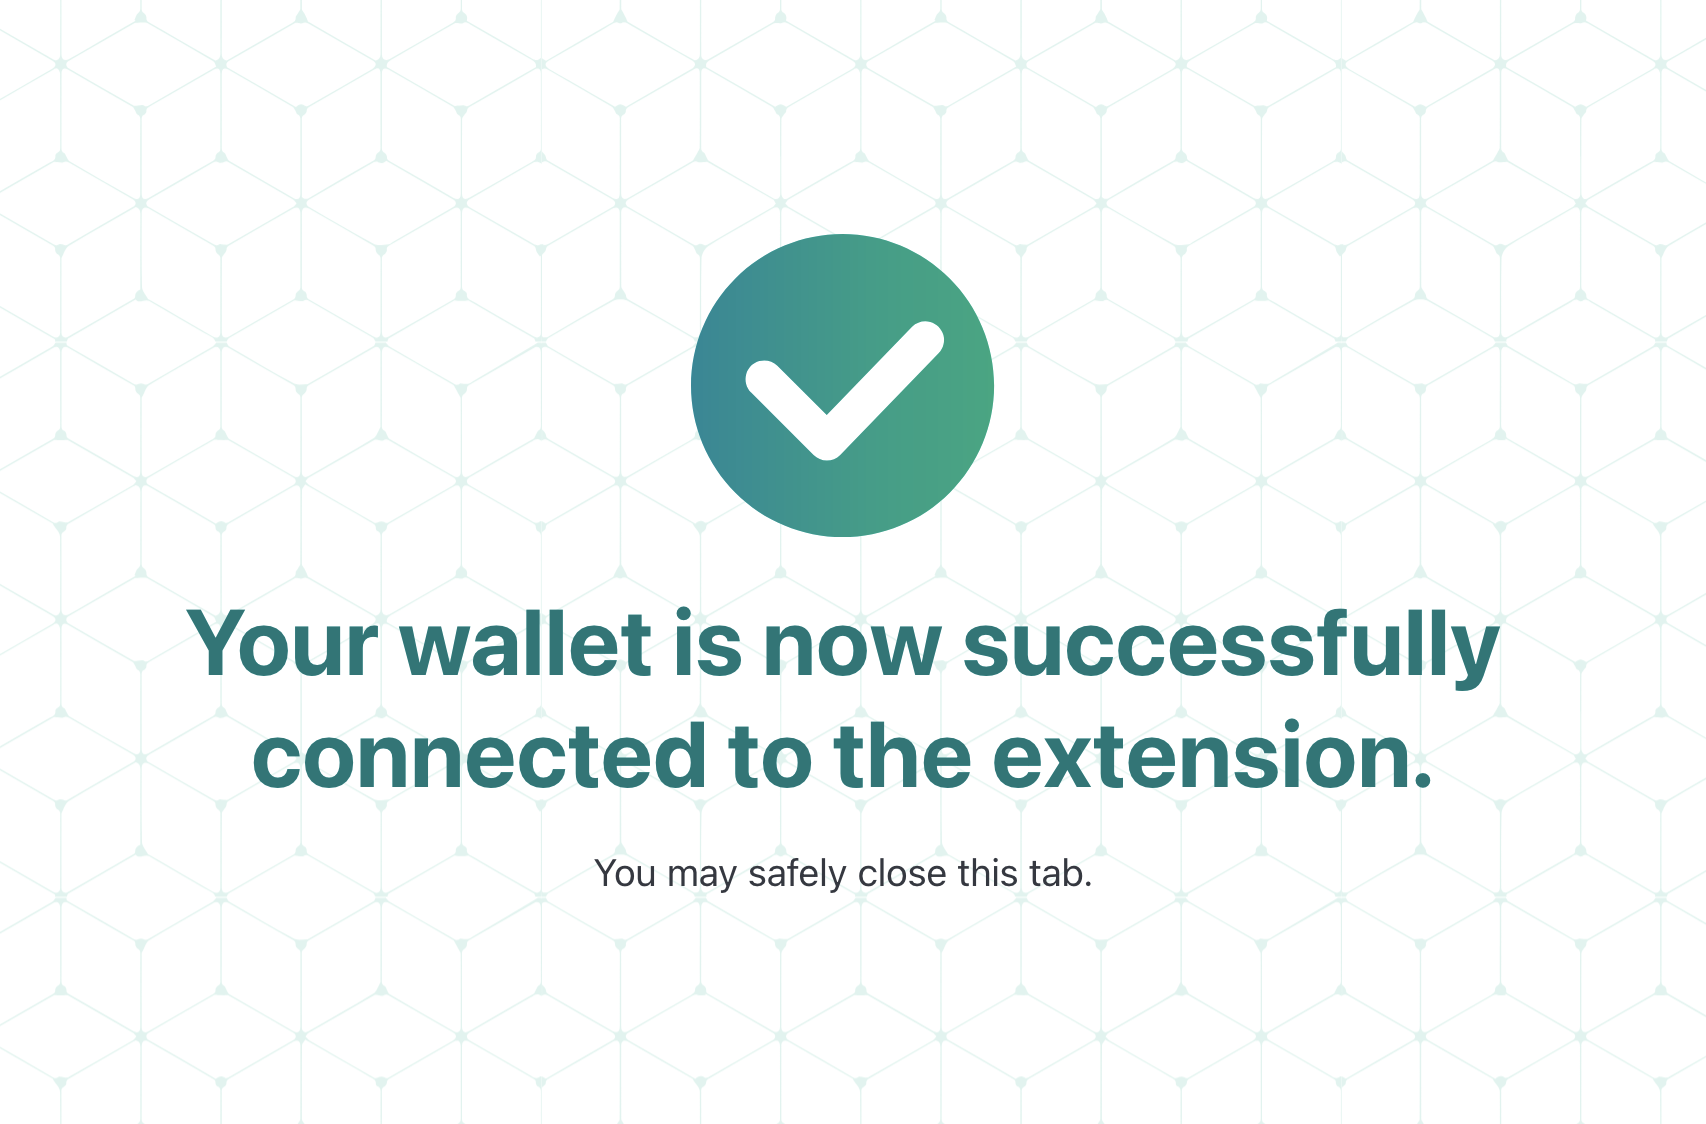 Your wallet is now successfully
connected to the extension.
You may safely close this tab.